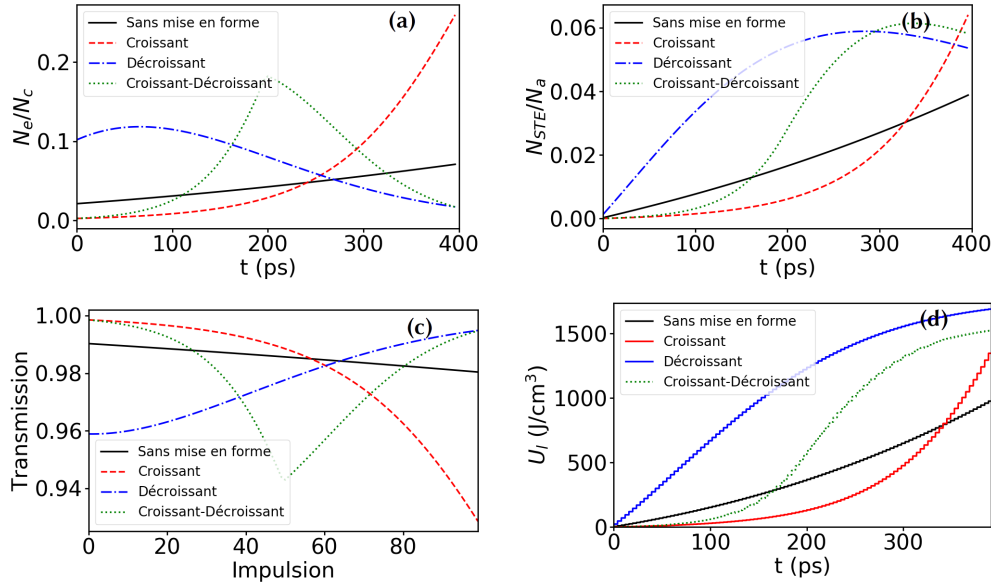 (a)
Sans mise en forme
Croissant
Décroissant
Croissant-Décroissant
N_e/N_c
0.2
0.1
0.0
0 100 200 300 400
t (ps)
(b)
Sans mise en forme
Croissant
Dércoissant
Croissant-Dércoissant
N_STE/N_a
0.06
0.04
0.02
0.00
0 100 200 300 400
t (ps)
(c)
Transmission
1.00
0.98
0.96
0.94
Sans mise en forme
Croissant
Décroissant
Croissant-Décroissant
0 20 40 60 80
Impulsion
(d)
Sans mise en forme
Croissant
Décroissant
Croissant-Décroissant
U_l (J/cm³)
1500
1000
500
0
0 100 200 300
t (ps)